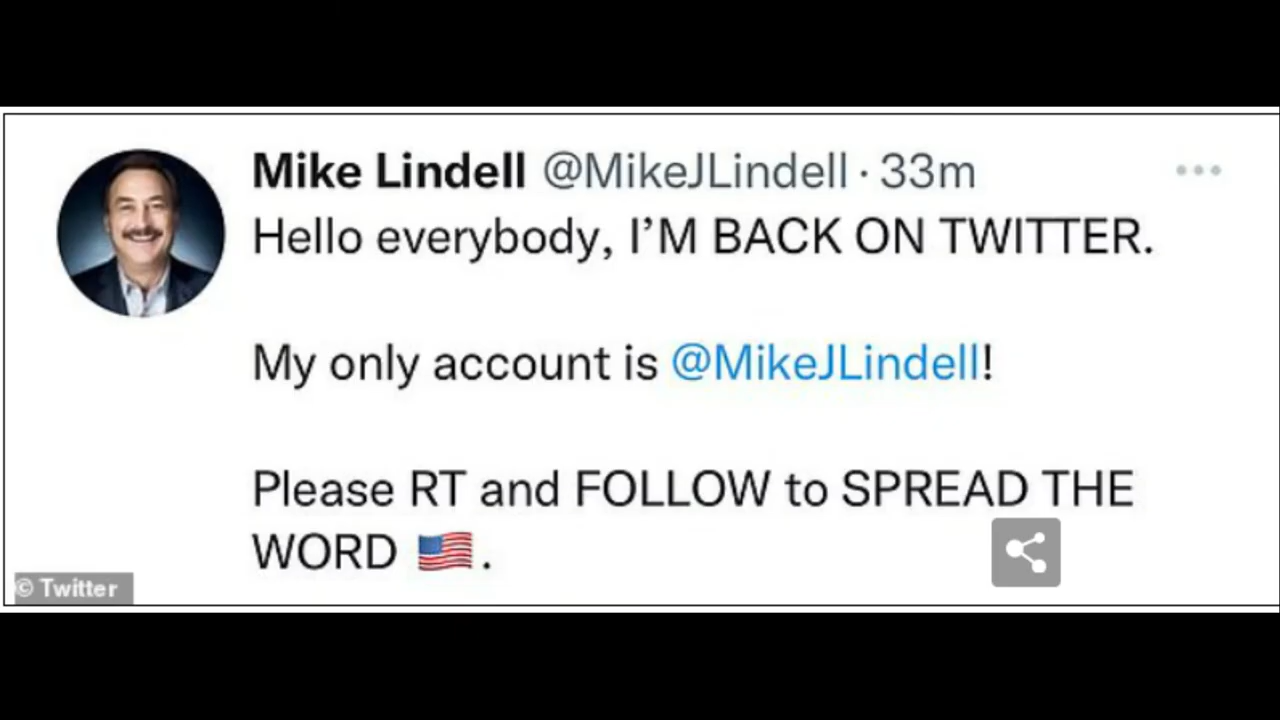 Mike Lindell @MikeJLindell · 33m
Hello everybody, I’M BACK ON TWITTER.
My only account is @MikeJLindell!
Please RT and FOLLOW to SPREAD THE
WORD 🇺🇸.
© Twitter